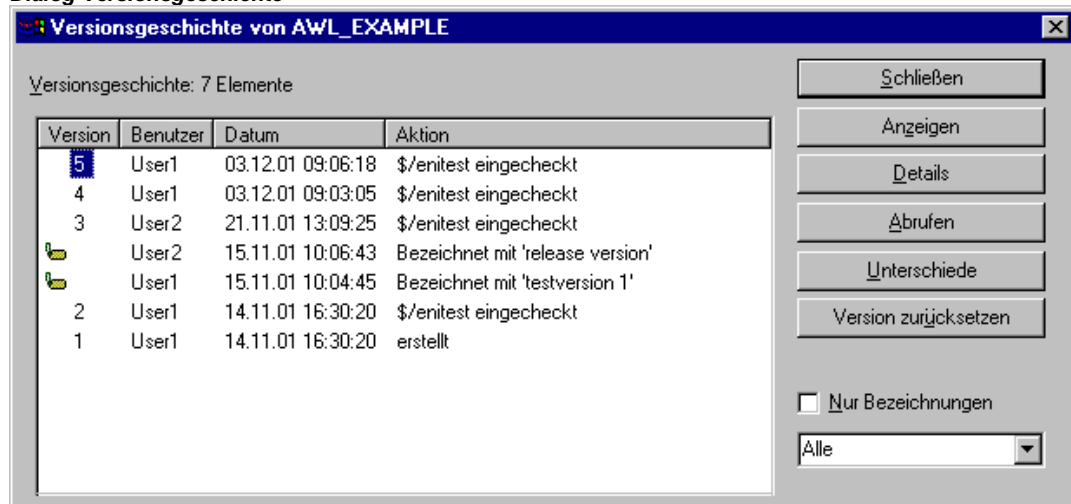 Dialog Versionsgeschichte
Versionsgeschichte von AWL_EXAMPLE
Versionsgeschichte: 7 Elemente
Version Benutzer Datum Aktion
5 User1 03.12.01 09:06:18 $/enitest eingecheckt
4 User1 03.12.01 09:03:05 $/enitest eingecheckt
3 User2 21.11.01 13:09:25 $/enitest eingecheckt
User2 15.11.01 10:06:43 Bezeichnet mit 'release version'
User1 15.11.01 10:04:45 Bezeichnet mit 'testversion 1'
2 User1 14.11.01 16:30:20 $/enitest eingecheckt
1 User1 14.11.01 16:30:20 erstellt
Schließen
Anzeigen
Details
Abrufen
Unterschiede
Version zurücksetzen
Nur Bezeichnungen
Alle